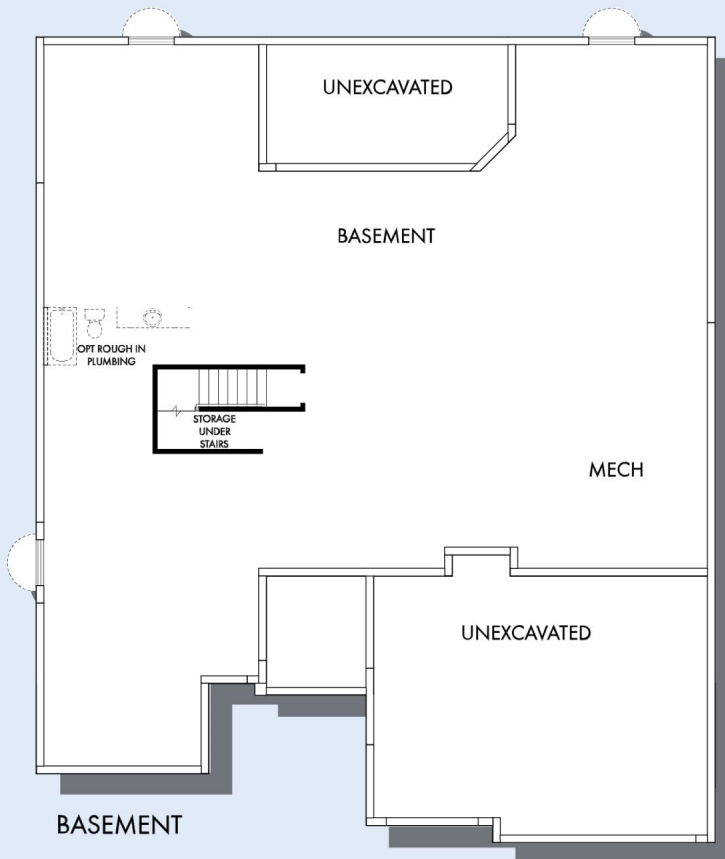 UNEXCAVATED
BASEMENT
OPT ROUGH IN
PLUMBING
STORAGE
UNDER
STAIRS
MECH
UNEXCAVATED
BASEMENT